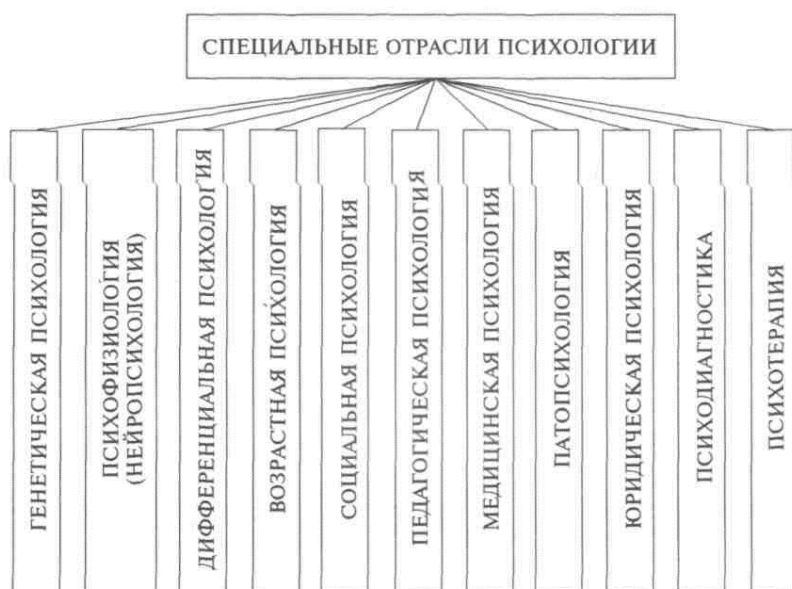 СПЕЦИАЛЬНЫЕ ОТРАСЛИ ПСИХОЛОГИИ
ГЕНЕТИЧЕСКАЯ ПСИХОЛОГИЯ
ПСИХОФИЗИОЛОГИЯ
(НЕЙРОПСИХОЛОГИЯ)
ДИФФЕРЕНЦИАЛЬНАЯ ПСИХОЛОГИЯ
ВОЗРАСТНАЯ ПСИХОЛОГИЯ
СОЦИАЛЬНАЯ ПСИХОЛОГИЯ
ПЕДАГОГИЧЕСКАЯ ПСИХОЛОГИЯ
МЕДИЦИНСКАЯ ПСИХОЛОГИЯ
ПАТОПСИХОЛОГИЯ
ЮРИДИЧЕСКАЯ ПСИХОЛОГИЯ
ПСИХОДИАГНОСТИКА
ПСИХОТЕРАПИЯ